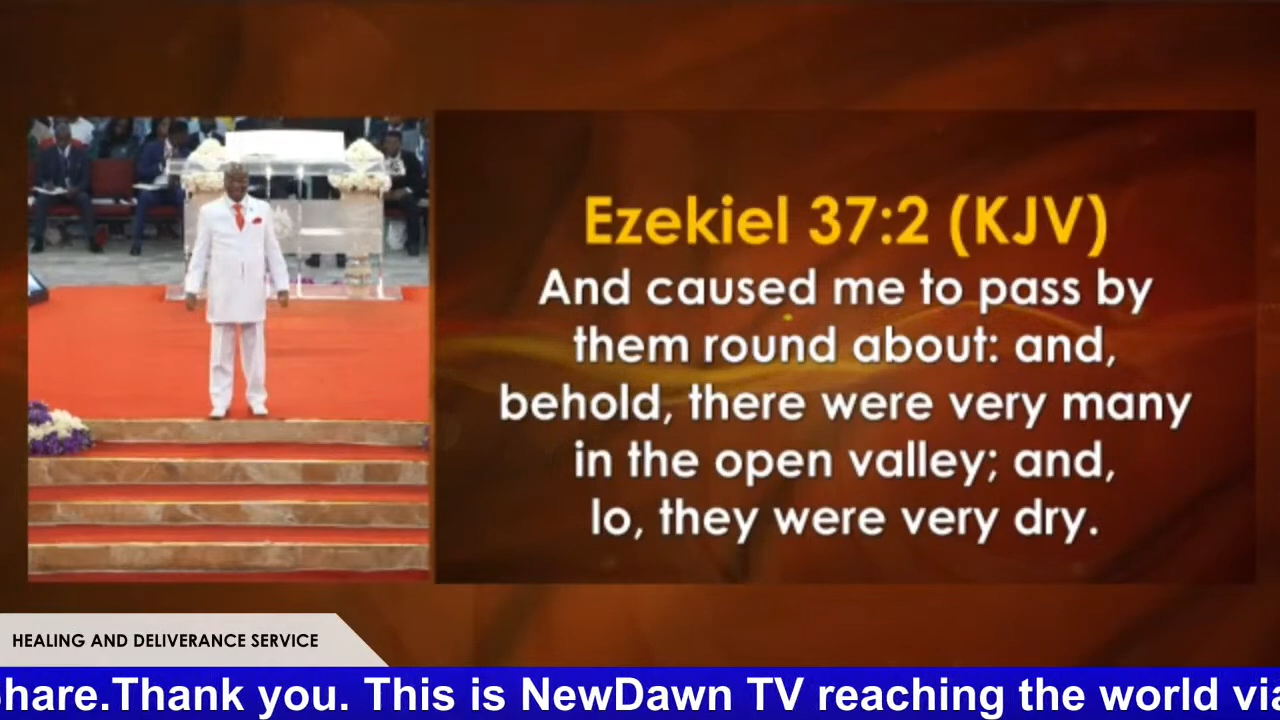 Ezekiel 37:2 (KJV)
And caused me to pass by
them round about: and,
behold, there were very many
in the open valley; and,
lo, they were very dry.
HEALING AND DELIVERANCE SERVICE
Share.Thank you. This is NewDawn TV reaching the world via